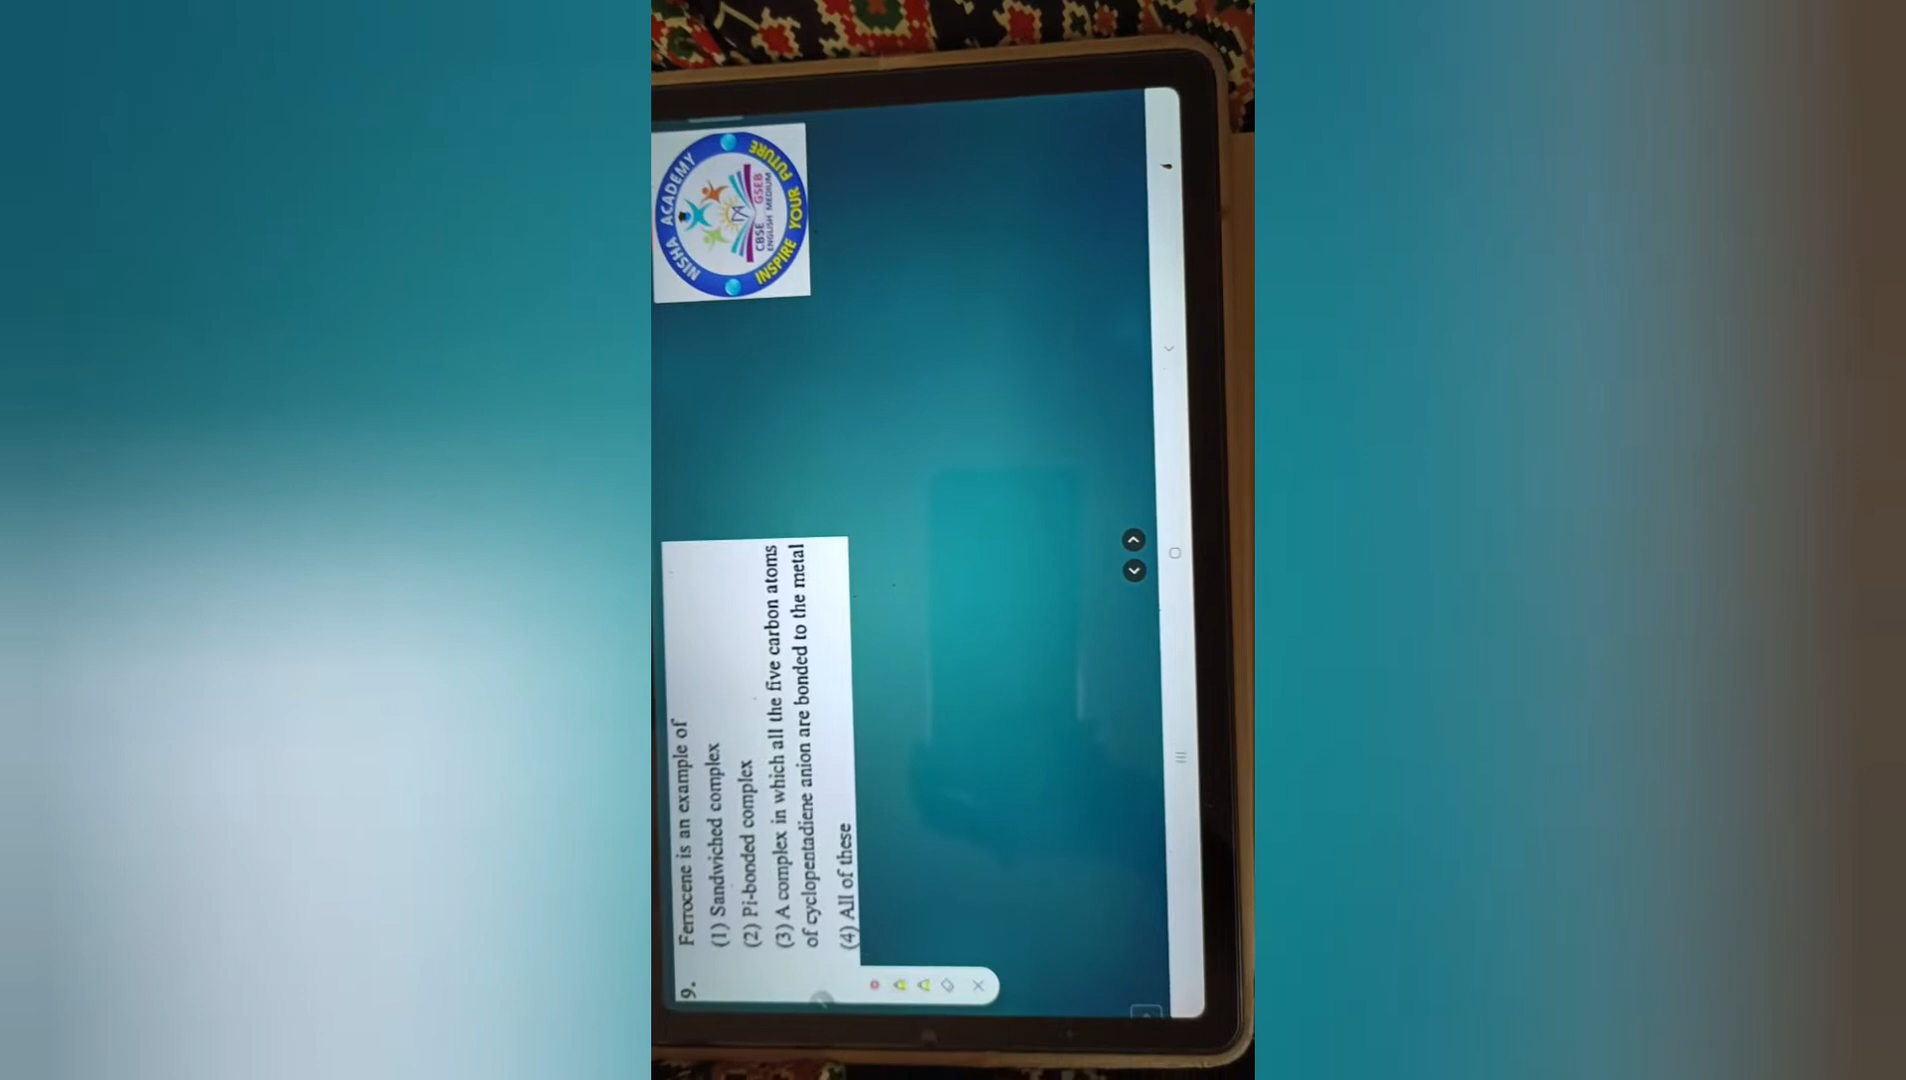 NISHA ACADEMY
CBSE GSEB
ENGLISH MEDIUM
INSPIRE YOUR FUTURE
9. Ferrocene is an example of
(1) Sandwiched complex
(2) Pi-bonded complex
(3) A complex in which all the five carbon atoms
of cyclopentadiene anion are bonded to the metal
(4) All of these